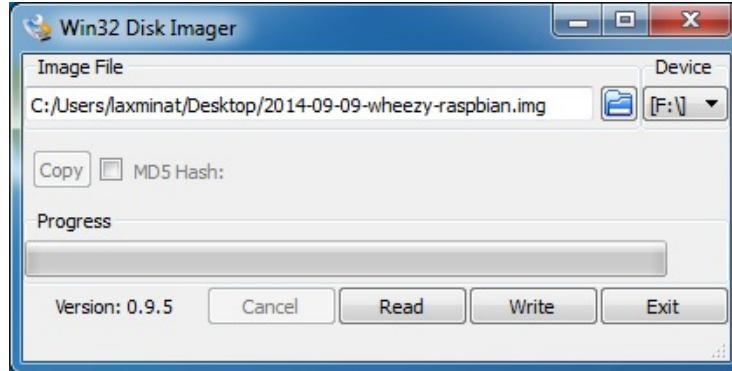 Win32 Disk Imager
Image File
Device
C:/Users/laxminat/Desktop/2014-09-09-wheezy-raspbian.img
[F:\]
Copy
MD5 Hash:
Progress
Version: 0.9.5
Cancel
Read
Write
Exit